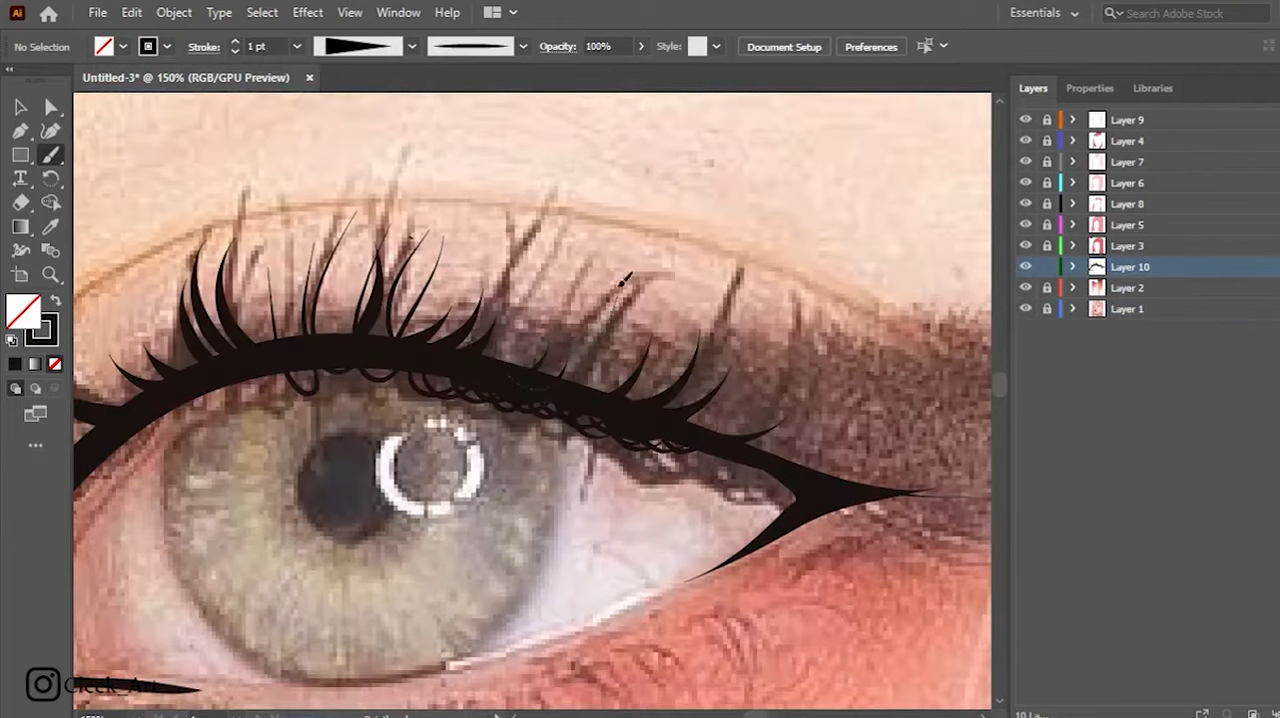 Ai File Edit Object Type Select Effect View Window Help Essentials Search Adobe Stock
No Selection Stroke: 1 pt Opacity: 100% Style: Document Setup Preferences
Untitled-3* @ 150% (RGB/GPU Preview)
Layers Properties Libraries
Layer 9
Layer 4
Layer 7
Layer 6
Layer 8
Layer 5
Layer 3
Layer 10
Layer 2
Layer 1